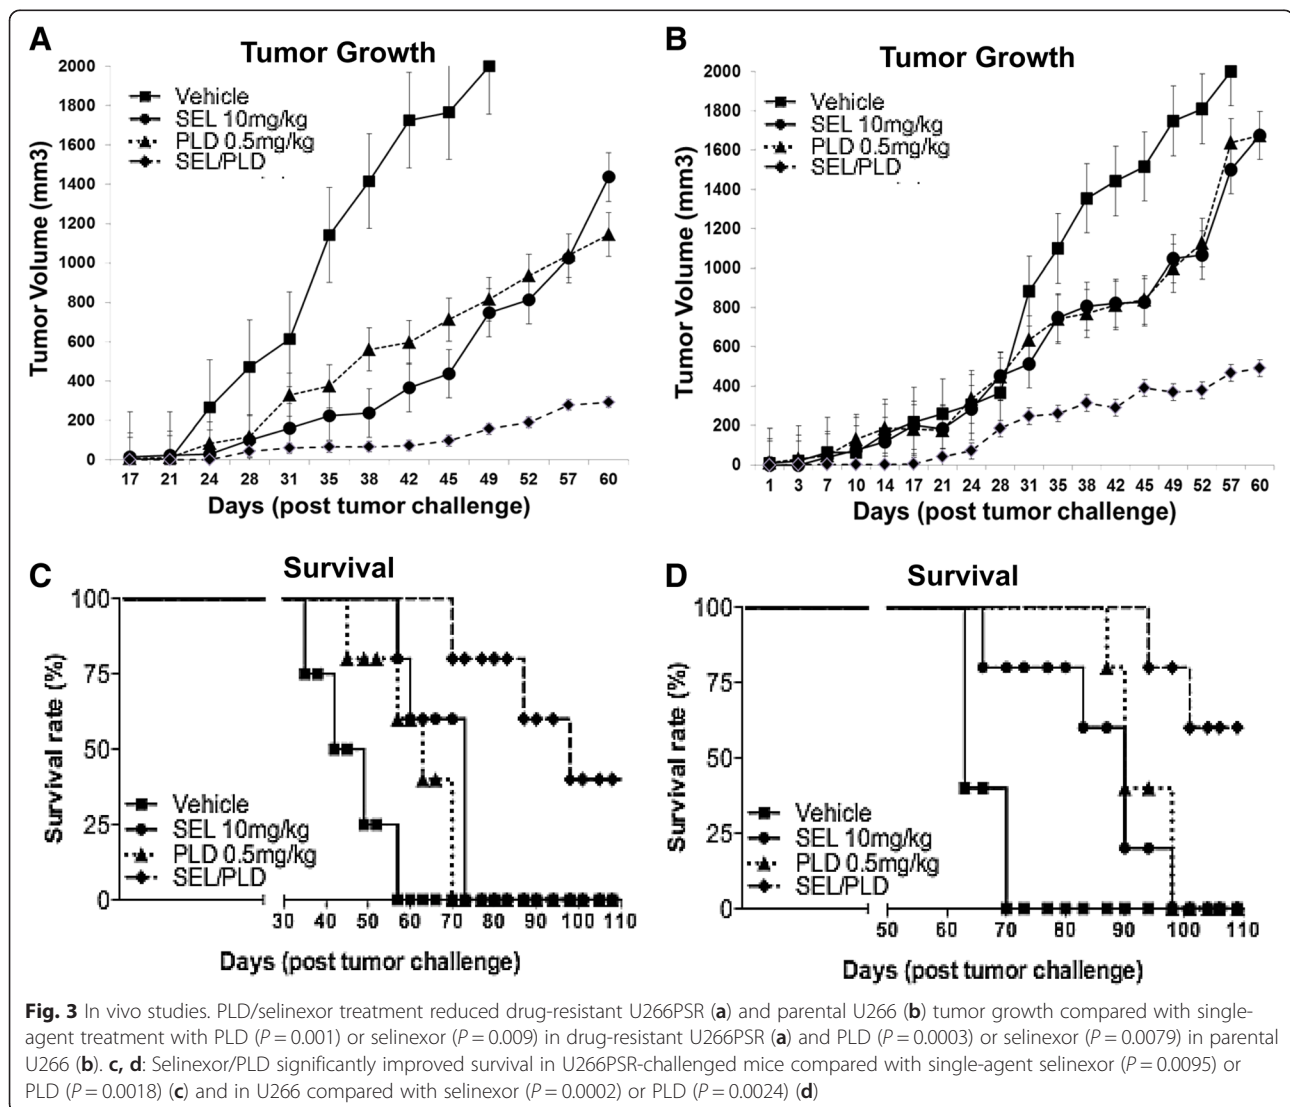 A
Tumor Growth
2000
1800
1600
1400
1200
1000
800
600
400
200
0
Tumor Volume (mm3)
Vehicle
SEL 10mg/kg
PLD 0.5mg/kg
SEL/PLD
17 21 24 28 31 35 38 42 45 49 52 57 60
Days (post tumor challenge)
B
Tumor Growth
2000
1800
1600
1400
1200
1000
800
600
400
200
0
Tumor Volume (mm3)
Vehicle
SEL 10mg/kg
PLD 0.5mg/kg
SEL/PLD
1 3 7 10 14 17 21 24 28 31 35 38 42 45 49 52 57 60
Days (post tumor challenge)
C
Survival
100
75
50
25
0
Survival rate (%)
Vehicle
SEL 10mg/kg
PLD 0.5mg/kg
SEL/PLD
30 40 50 60 70 80 90 100 110
Days (post tumor challenge)
D
Survival
100
75
50
25
0
Survival rate (%)
Vehicle
SEL 10mg/kg
PLD 0.5mg/kg
SEL/PLD
50 60 70 80 90 100 110
Days (post tumor challenge)
Fig. 3 In vivo studies. PLD/selinexor treatment reduced drug-resistant U266PSR (a) and parental U266 (b) tumor growth compared with single-
agent treatment with PLD (P = 0.001) or selinexor (P = 0.009) in drug-resistant U266PSR (a) and PLD (P = 0.0003) or selinexor (P = 0.0079) in parental
U266 (b). c, d: Selinexor/PLD significantly improved survival in U266PSR-challenged mice compared with single-agent selinexor (P = 0.0095) or
PLD (P = 0.0018) (c) and in U266 compared with selinexor (P = 0.0002) or PLD (P = 0.0024) (d)